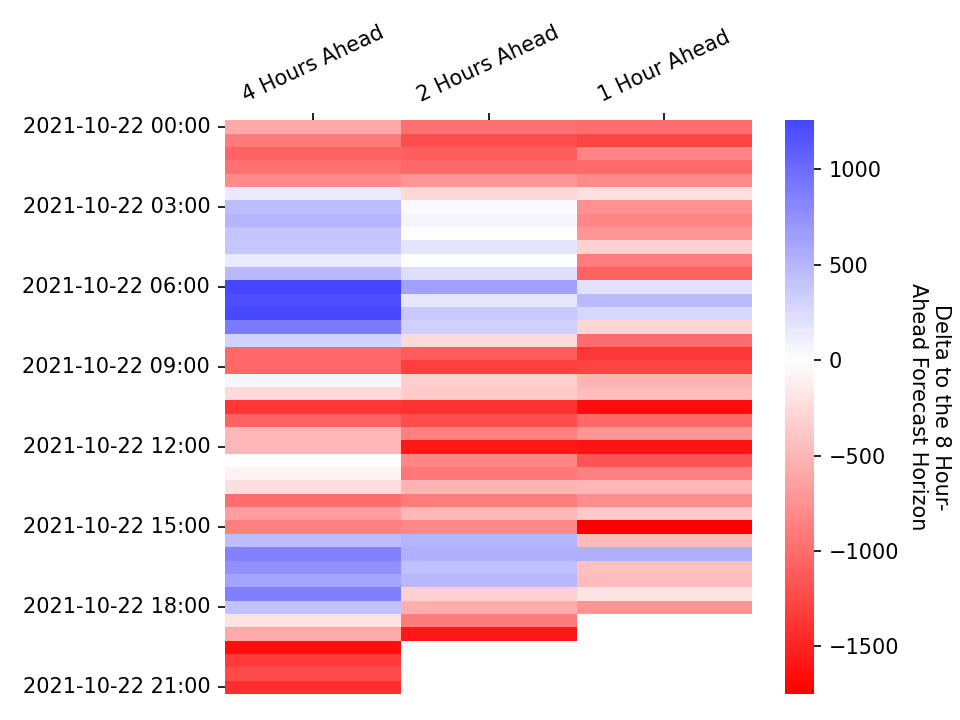 4 Hours Ahead
2 Hours Ahead
1 Hour Ahead
2021-10-22 00:00
2021-10-22 03:00
2021-10-22 06:00
2021-10-22 09:00
2021-10-22 12:00
2021-10-22 15:00
2021-10-22 18:00
2021-10-22 21:00
1000
500
0
−500
−1000
−1500
Delta to the 8 Hour-
Ahead Forecast Horizon